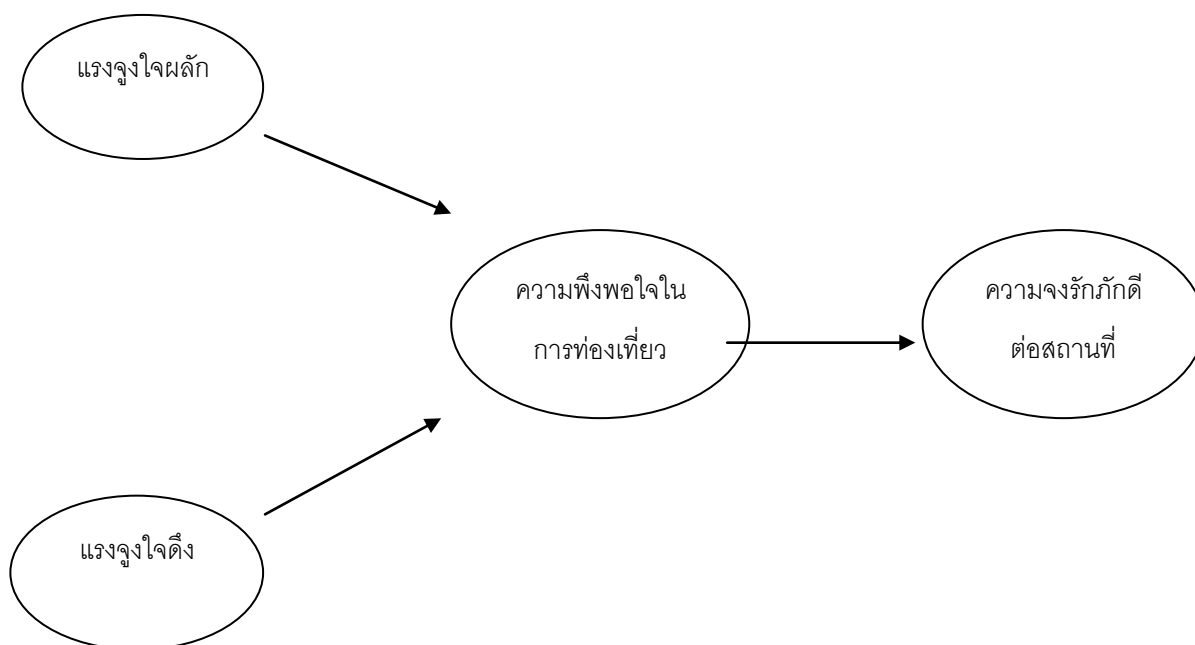 แรงจูงใจผลัก
ความพึงพอใจใน
การท่องเที่ยว
ความจงรักภักดี
ต่อสถานที่
แรงจูงใจดึง